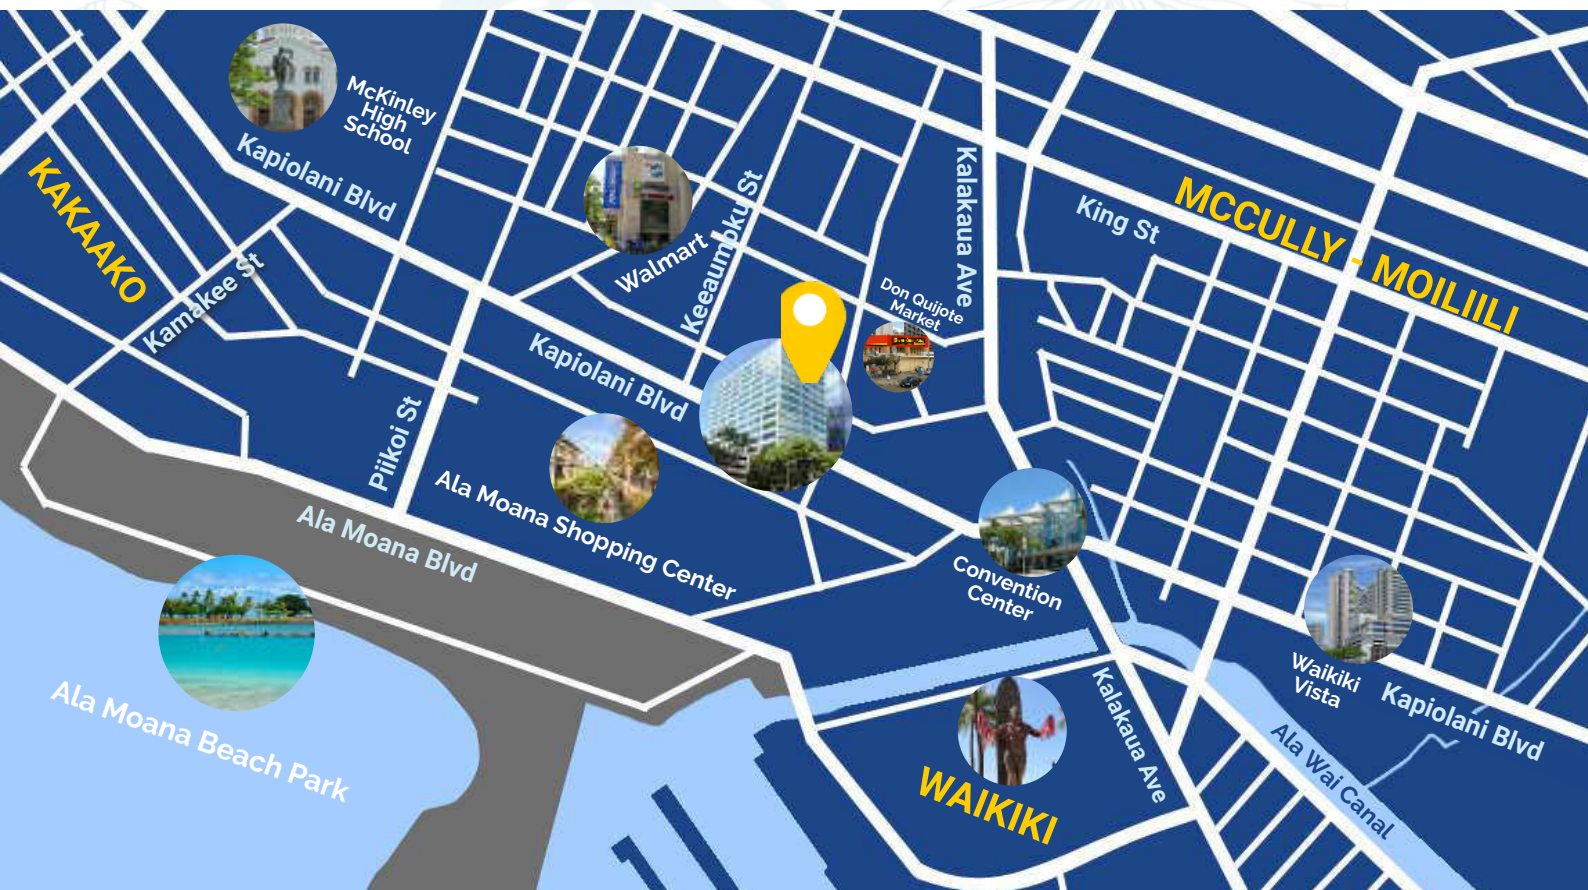 McKinley
High
School
Kapiolani Blvd
KAKAAKO
Kamakee St
Walmart
Keeaumoku St
Kalakaua Ave
King St
MCCULLY - MOILIILI
Don Quijote
Market
Kapiolani Blvd
Piikoi St
Ala Moana Shopping Center
Ala Moana Blvd
Convention
Center
Ala Moana Beach Park
Waikiki
Vista
Kapiolani Blvd
Kalakaua Ave
Ala Wai Canal
WAIKIKI